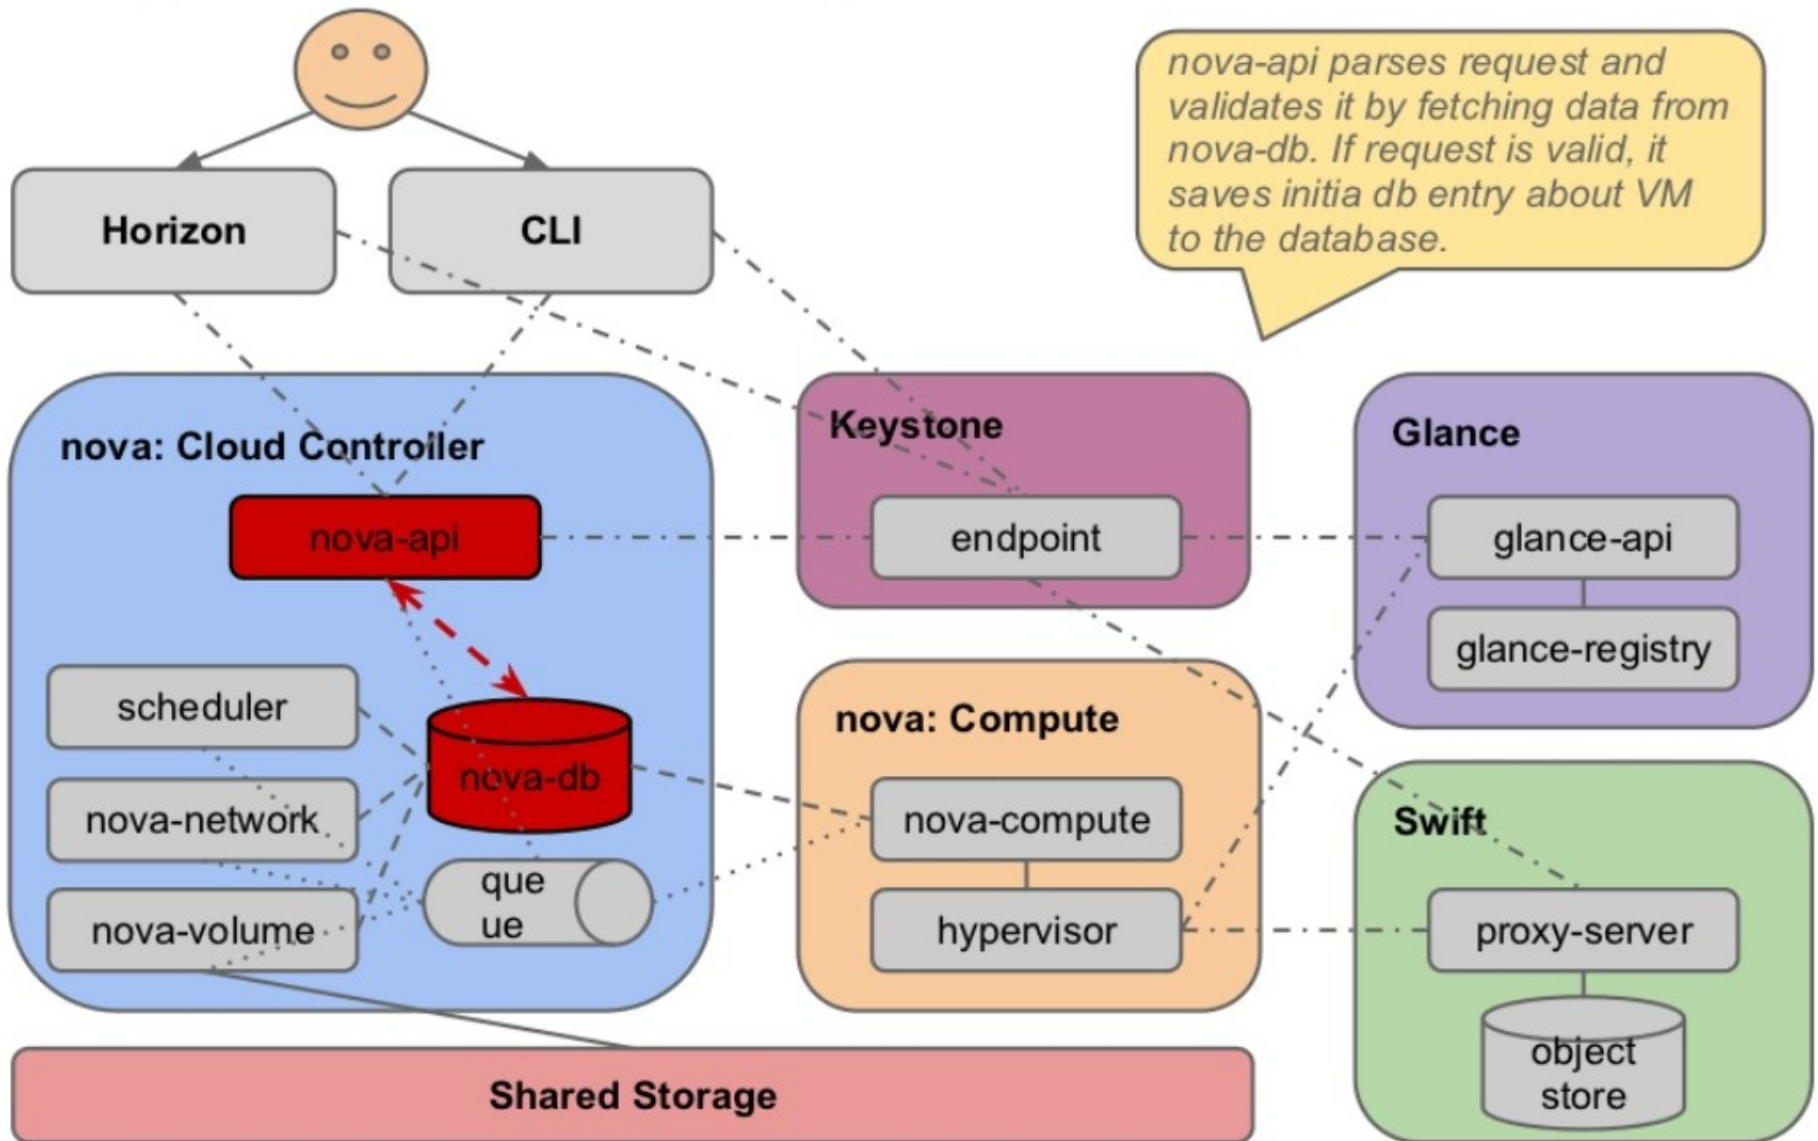 nova-api parses request and
validates it by fetching data from
nova-db. If request is valid, it
saves initia db entry about VM
to the database.
Horizon
CLI
nova: Cloud Controller
nova-api
scheduler
nova-db
nova-network
que
ue
nova-volume
Keystone
endpoint
nova: Compute
nova-compute
hypervisor
Glance
glance-api
glance-registry
Swift
proxy-server
object
store
Shared Storage